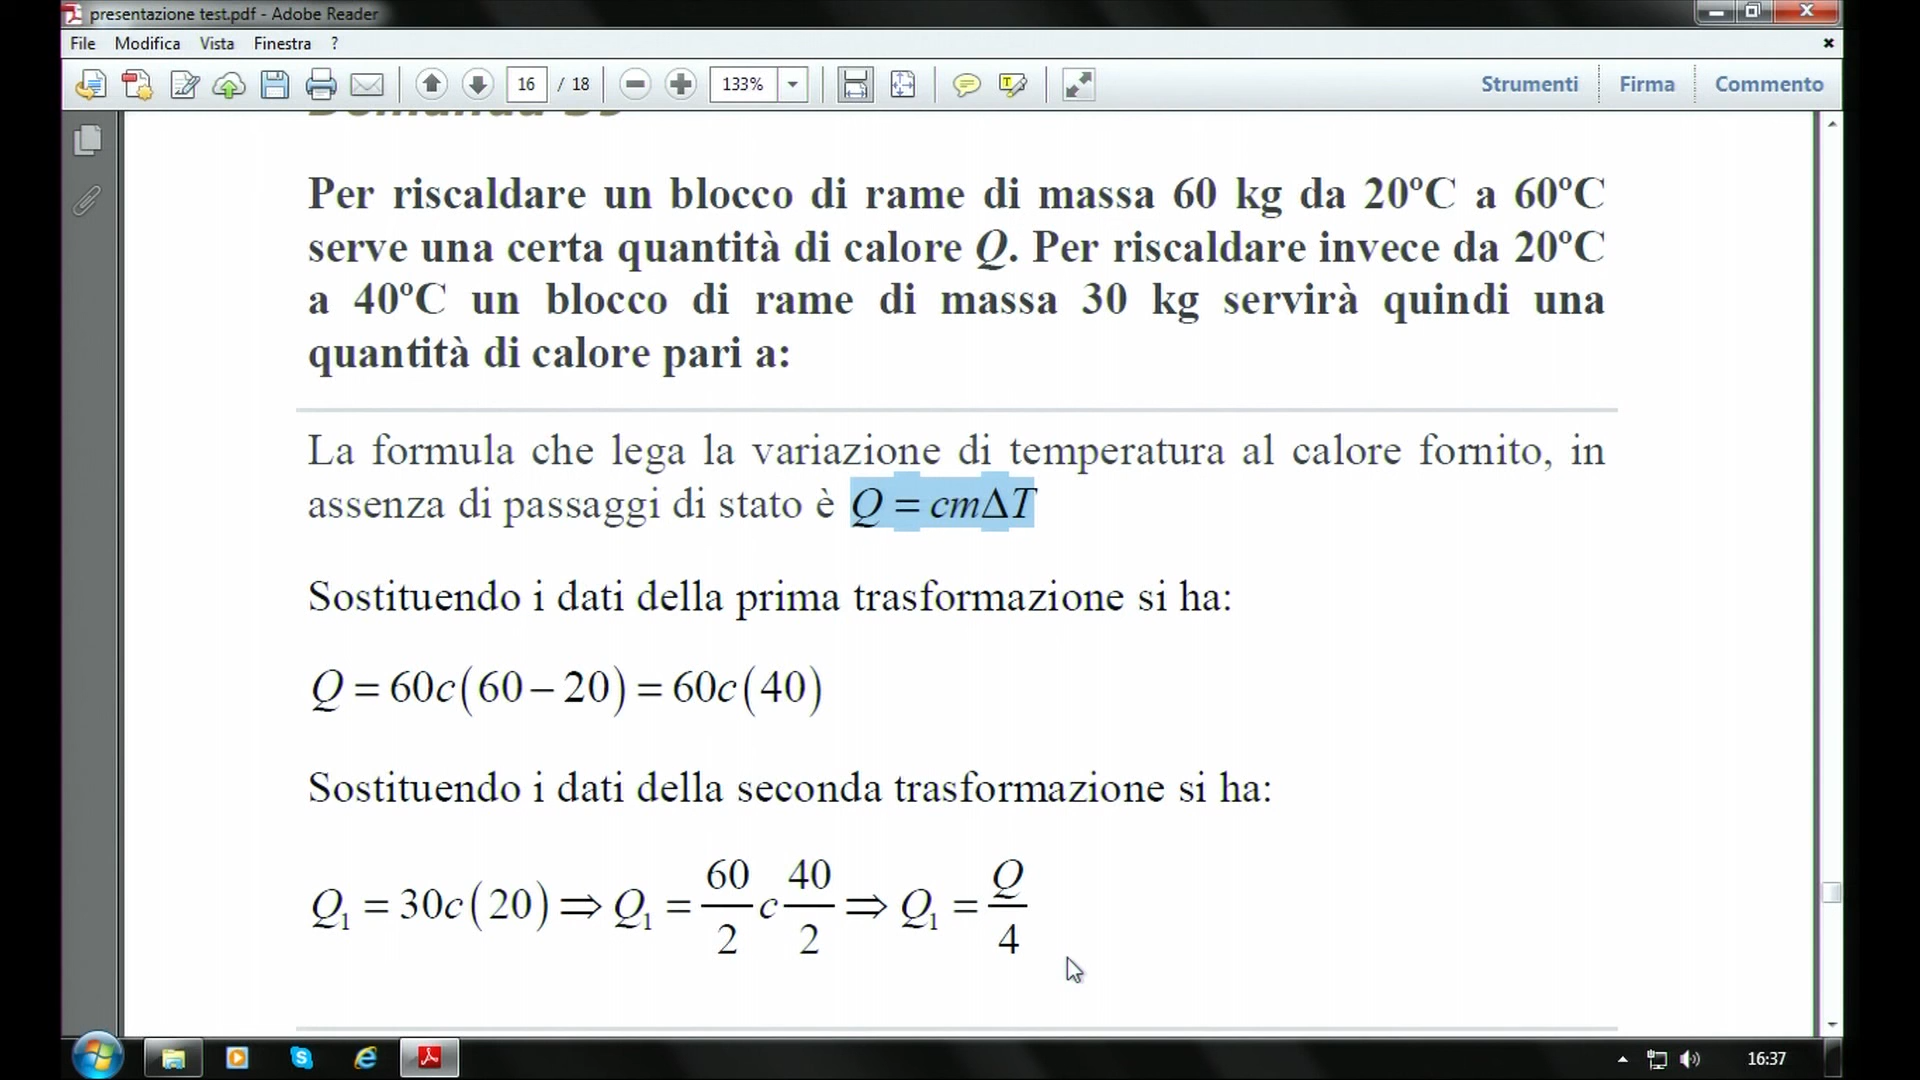 presentazione test.pdf - Adobe Reader
File Modifica Vista Finestra ?
16 / 18 133% Strumenti Firma Commento
Per riscaldare un blocco di rame di massa 60 kg da 20°C a 60°C
serve una certa quantità di calore Q. Per riscaldare invece da 20°C
a 40°C un blocco di rame di massa 30 kg servirà quindi una
quantità di calore pari a:
La formula che lega la variazione di temperatura al calore fornito, in
assenza di passaggi di stato è Q = cmΔT
Sostituendo i dati della prima trasformazione si ha:
Q = 60c(60 − 20) = 60c(40)
Sostituendo i dati della seconda trasformazione si ha:
Q₁ = 30c(20) ⇒ Q₁ = 60/2 c 40/2 ⇒ Q₁ = Q/4
16:37